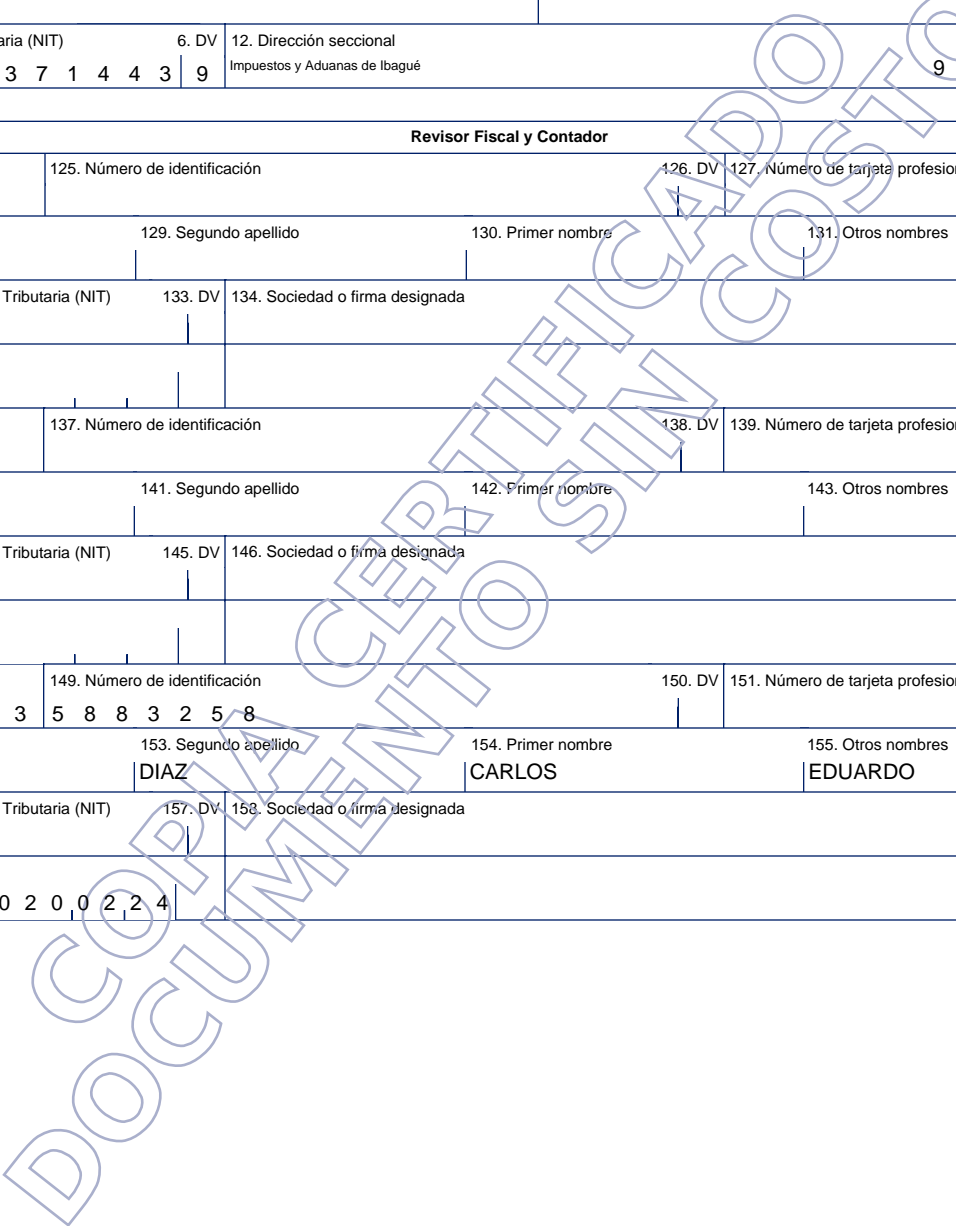 aria (NIT) 6. DV 12. Dirección seccional
3 7 1 4 4 3 9 Impuestos y Aduanas de Ibagué 9
Revisor Fiscal y Contador
125. Número de identificación 126. DV 127. Número de tarjeta profesion
129. Segundo apellido 130. Primer nombre 131. Otros nombres
Tributaria (NIT) 133. DV 134. Sociedad o firma designada
137. Número de identificación 138. DV 139. Número de tarjeta profesion
141. Segundo apellido 142. Primer nombre 143. Otros nombres
Tributaria (NIT) 145. DV 146. Sociedad o firma designada
149. Número de identificación 150. DV 151. Número de tarjeta profesion
3 5 8 8 3 2 5 8
153. Segundo apellido 154. Primer nombre 155. Otros nombres
DIAZ CARLOS EDUARDO
Tributaria (NIT) 157. DV 158. Sociedad o firma designada
0 2 0 0 2 2 4
COPIA CERTIFICADO
DOCUMENTO SIN COSTO